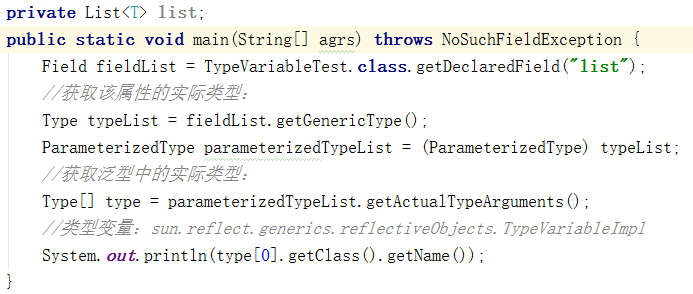 private List<T> list;
public static void main(String[] agrs) throws NoSuchFieldException {
Field fieldList = TypeVariableTest.class.getDeclaredField("list");
//获取该属性的实际类型：
Type typeList = fieldList.getGenericType();
ParameterizedType parameterizedTypeList = (ParameterizedType) typeList;
//获取泛型中的实际类型：
Type[] type = parameterizedTypeList.getActualTypeArguments();
//类型变量：sun.reflect.generics.reflectiveObjects.TypeVariableImpl
System.out.println(type[0].getClass().getName());
}